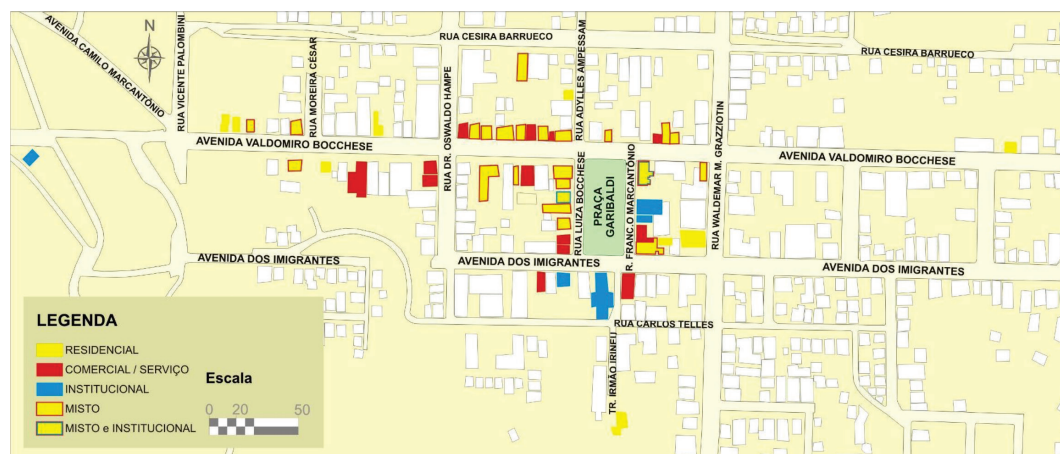 AVENIDA CAMILO MARCANTÔNIO
N
RUA VICENTE PALOMBINI
RUA MOREIRA CÉSAR
RUA DR. OSWALDO HAMPE
RUA CESIRA BARRUECO
RUA ADYLLES AMPESSAM
RUA CESIRA BARRUECO
AVENIDA VALDOMIRO BOCCHESE
AVENIDA VALDOMIRO BOCCHESE
RUA LUIZA BOCCHESE
PRAÇA
GARIBALDI
R. FRANC.O MARCANTÔNIO
RUA WALDEMAR M. GRAZZIOTIN
AVENIDA DOS IMIGRANTES
AVENIDA DOS IMIGRANTES
AVENIDA DOS IMIGRANTES
RUA CARLOS TELLES
TR. IRMÃO IRINEU
LEGENDA
RESIDENCIAL
COMERCIAL / SERVIÇO
INSTITUCIONAL
MISTO
MISTO e INSTITUCIONAL
Escala
0 20 50